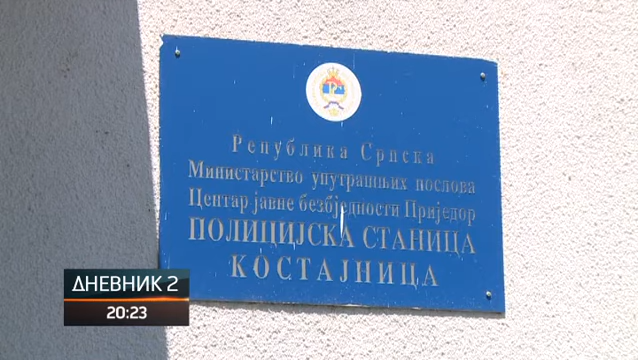 Република Српска
Министарство унутрашњих послова
Центар јавне безбједности Приједор
ПОЛИЦИЈСКА СТАНИЦА
КОСТАЈНИЦА
ДНЕВНИК 2
20:23